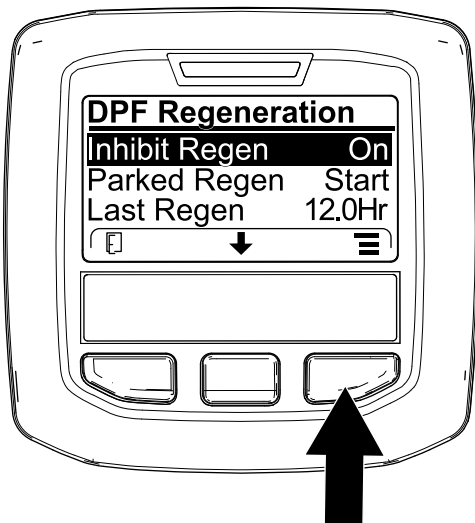 DPF Regeneration
Inhibit Regen On
Parked Regen Start
Last Regen 12.0Hr